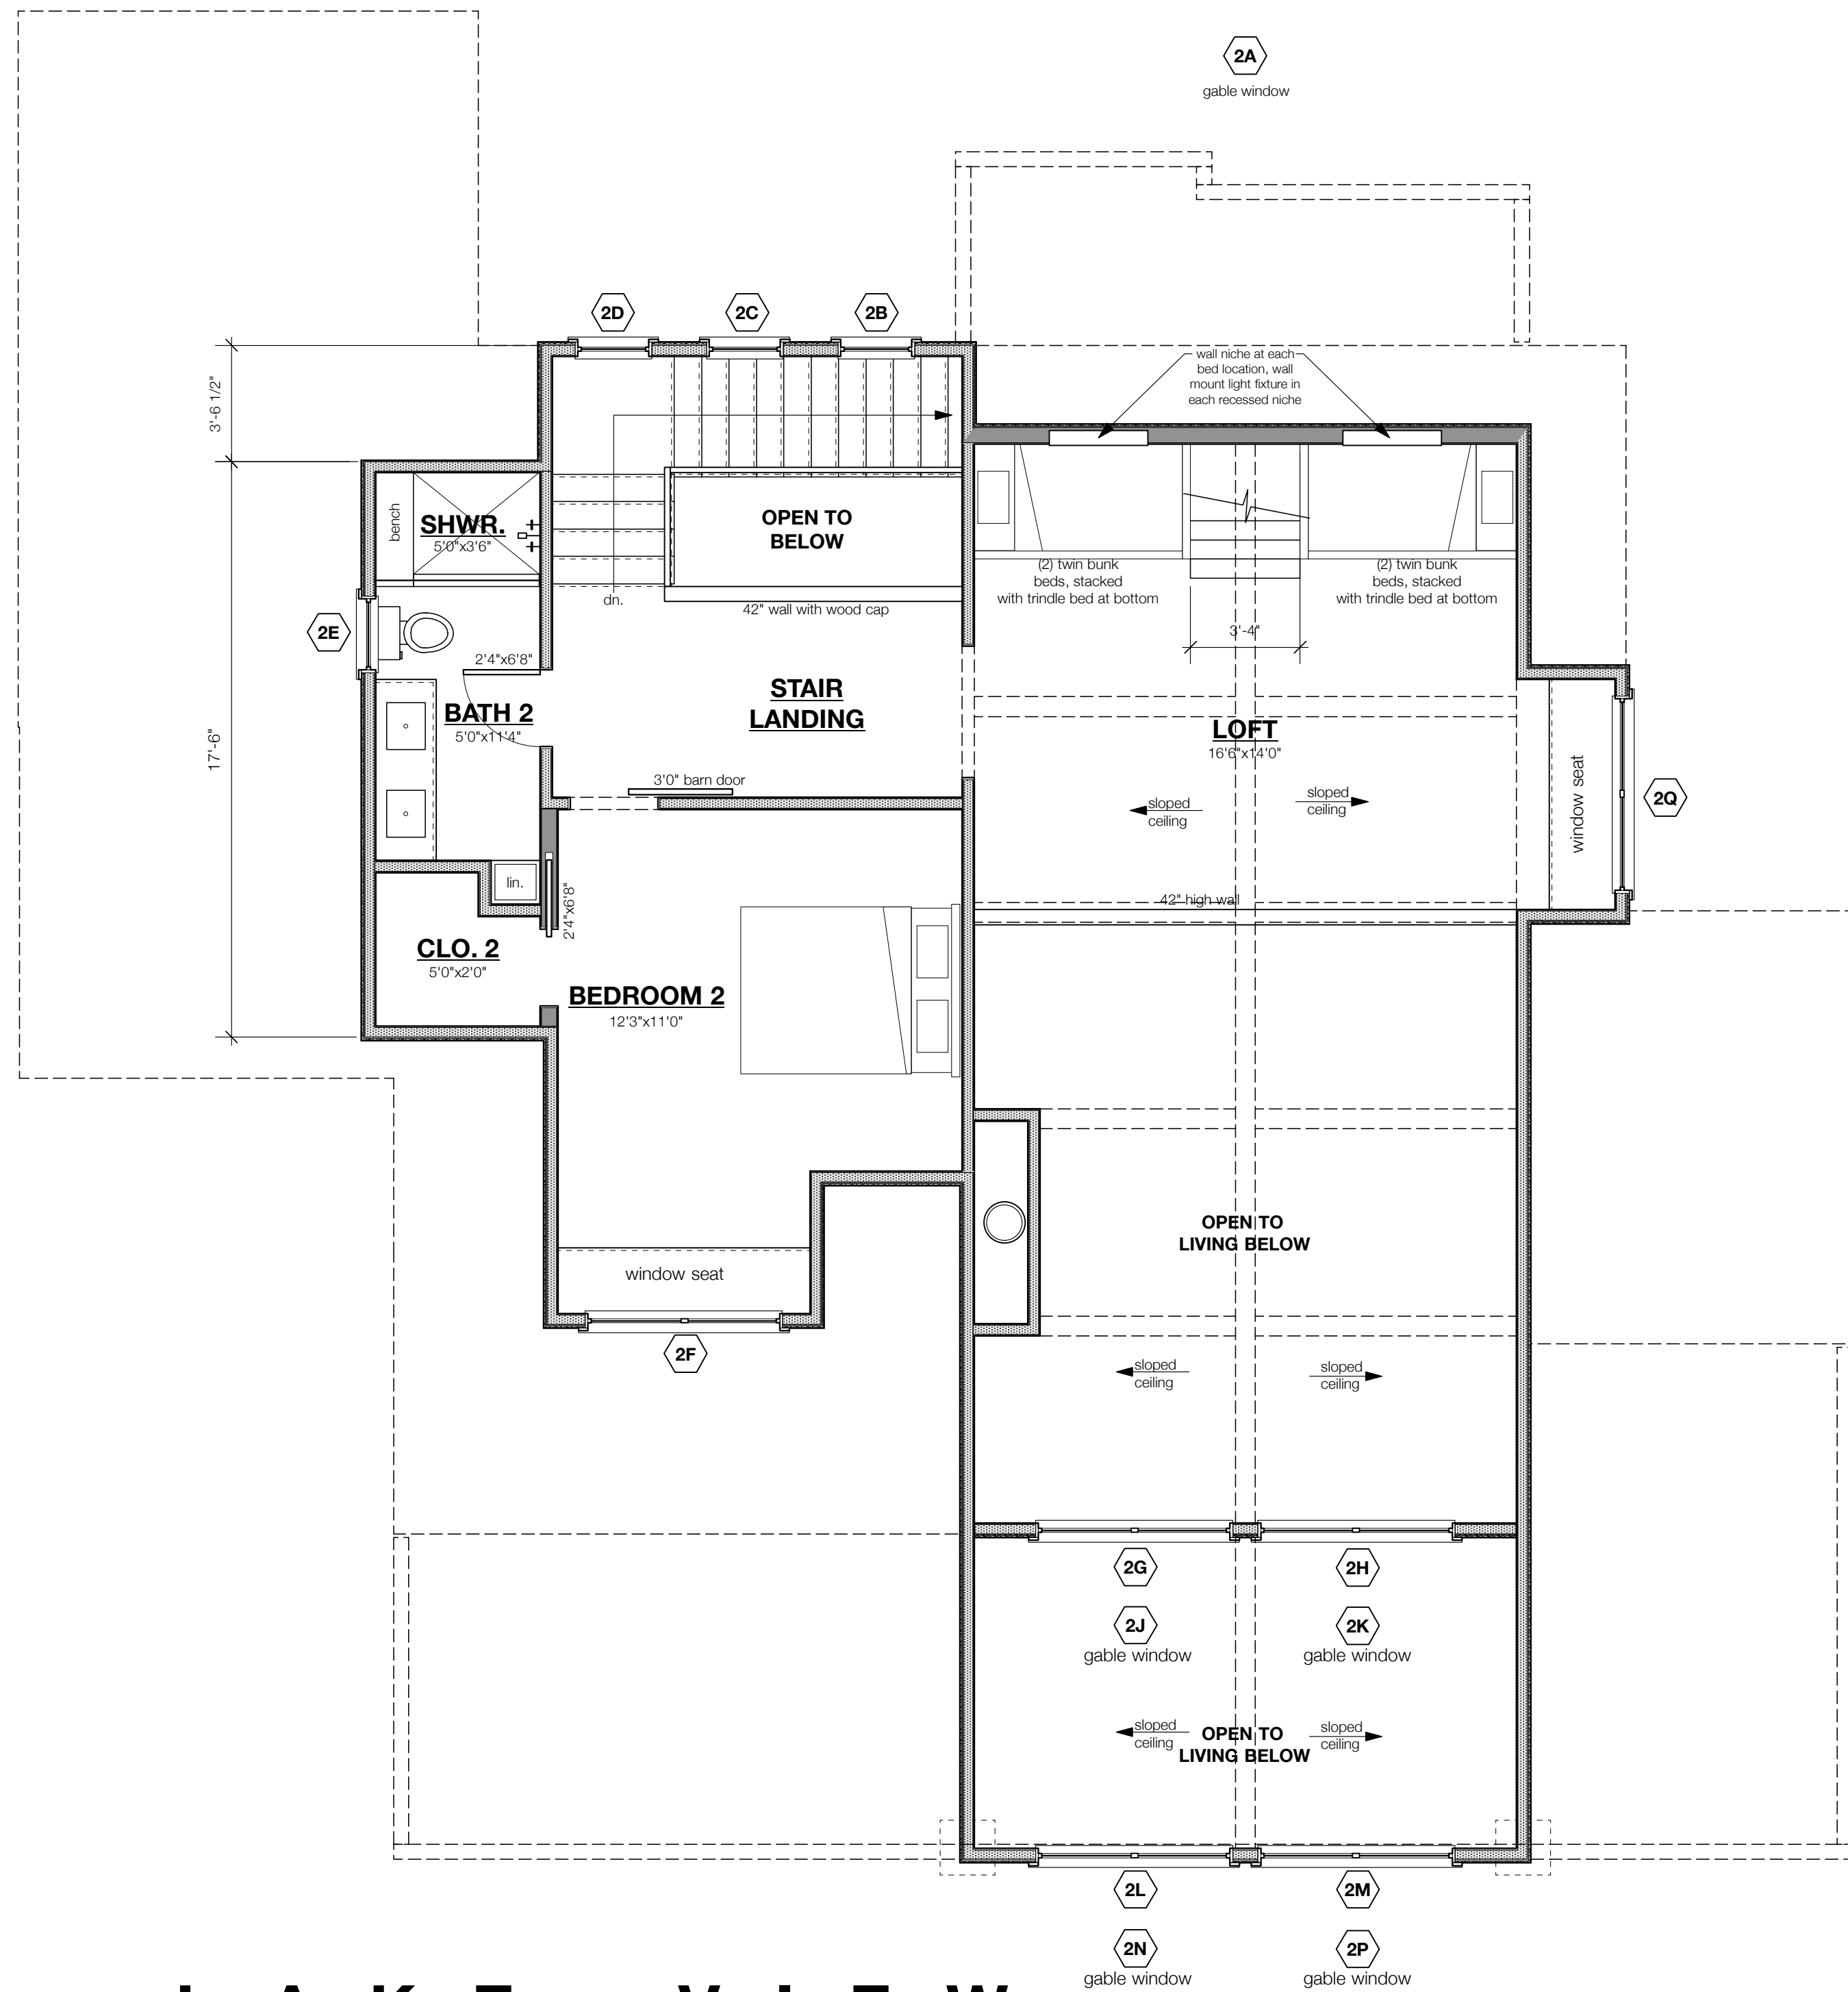 2A
gable window
2D
2C
2B
wall niche at each
bed location, wall
mount light fixture in
each recessed niche
3'-6 1/2"
bench
SHWR.
5'0"x3'6"
OPEN TO
BELOW
(2) twin bunk
beds, stacked
with trindle bed at bottom
(2) twin bunk
beds, stacked
with trindle bed at bottom
dn.
42" wall with wood cap
2E
3'-4"
2'4"x6'8"
STAIR
LANDING
BATH 2
5'0"x11'4"
LOFT
16'6"x14'0"
17'-6"
3'0" barn door
sloped
ceiling
sloped
ceiling
window seat
2Q
lin.
2'4"x6'8"
42" high wall
CLO. 2
5'0"x2'0"
BEDROOM 2
12'3"x11'0"
OPEN TO
LIVING BELOW
window seat
2F
sloped
ceiling
sloped
ceiling
2G
2H
2J
gable window
2K
gable window
sloped
ceiling
OPEN TO
LIVING BELOW
sloped
ceiling
2L
2M
2N
gable window
2P
gable window
L A K E V I E W